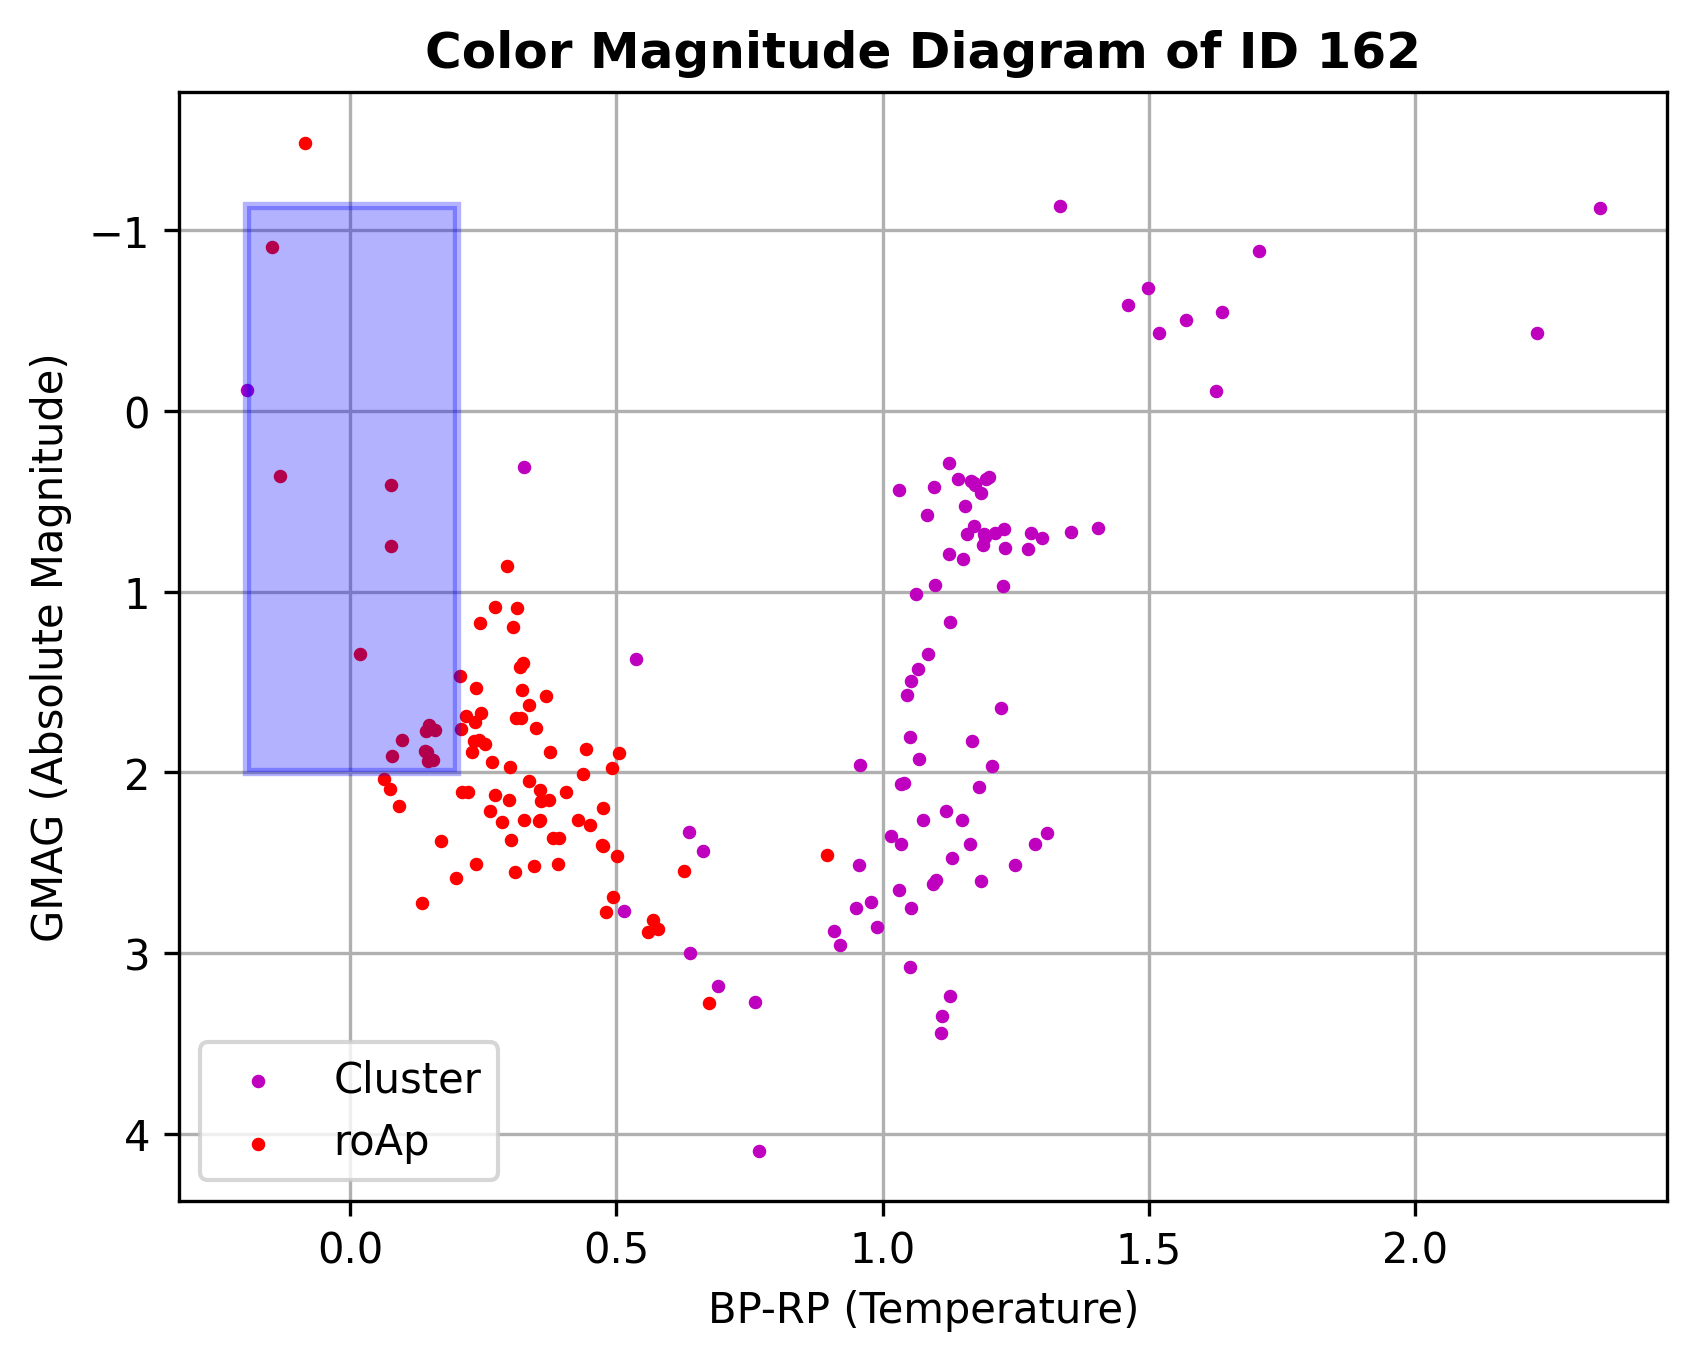 Color Magnitude Diagram of ID 162
GMAG (Absolute Magnitude)
−1
0
1
2
3
4
Cluster
roAp
0.0 0.5 1.0 1.5 2.0
BP-RP (Temperature)